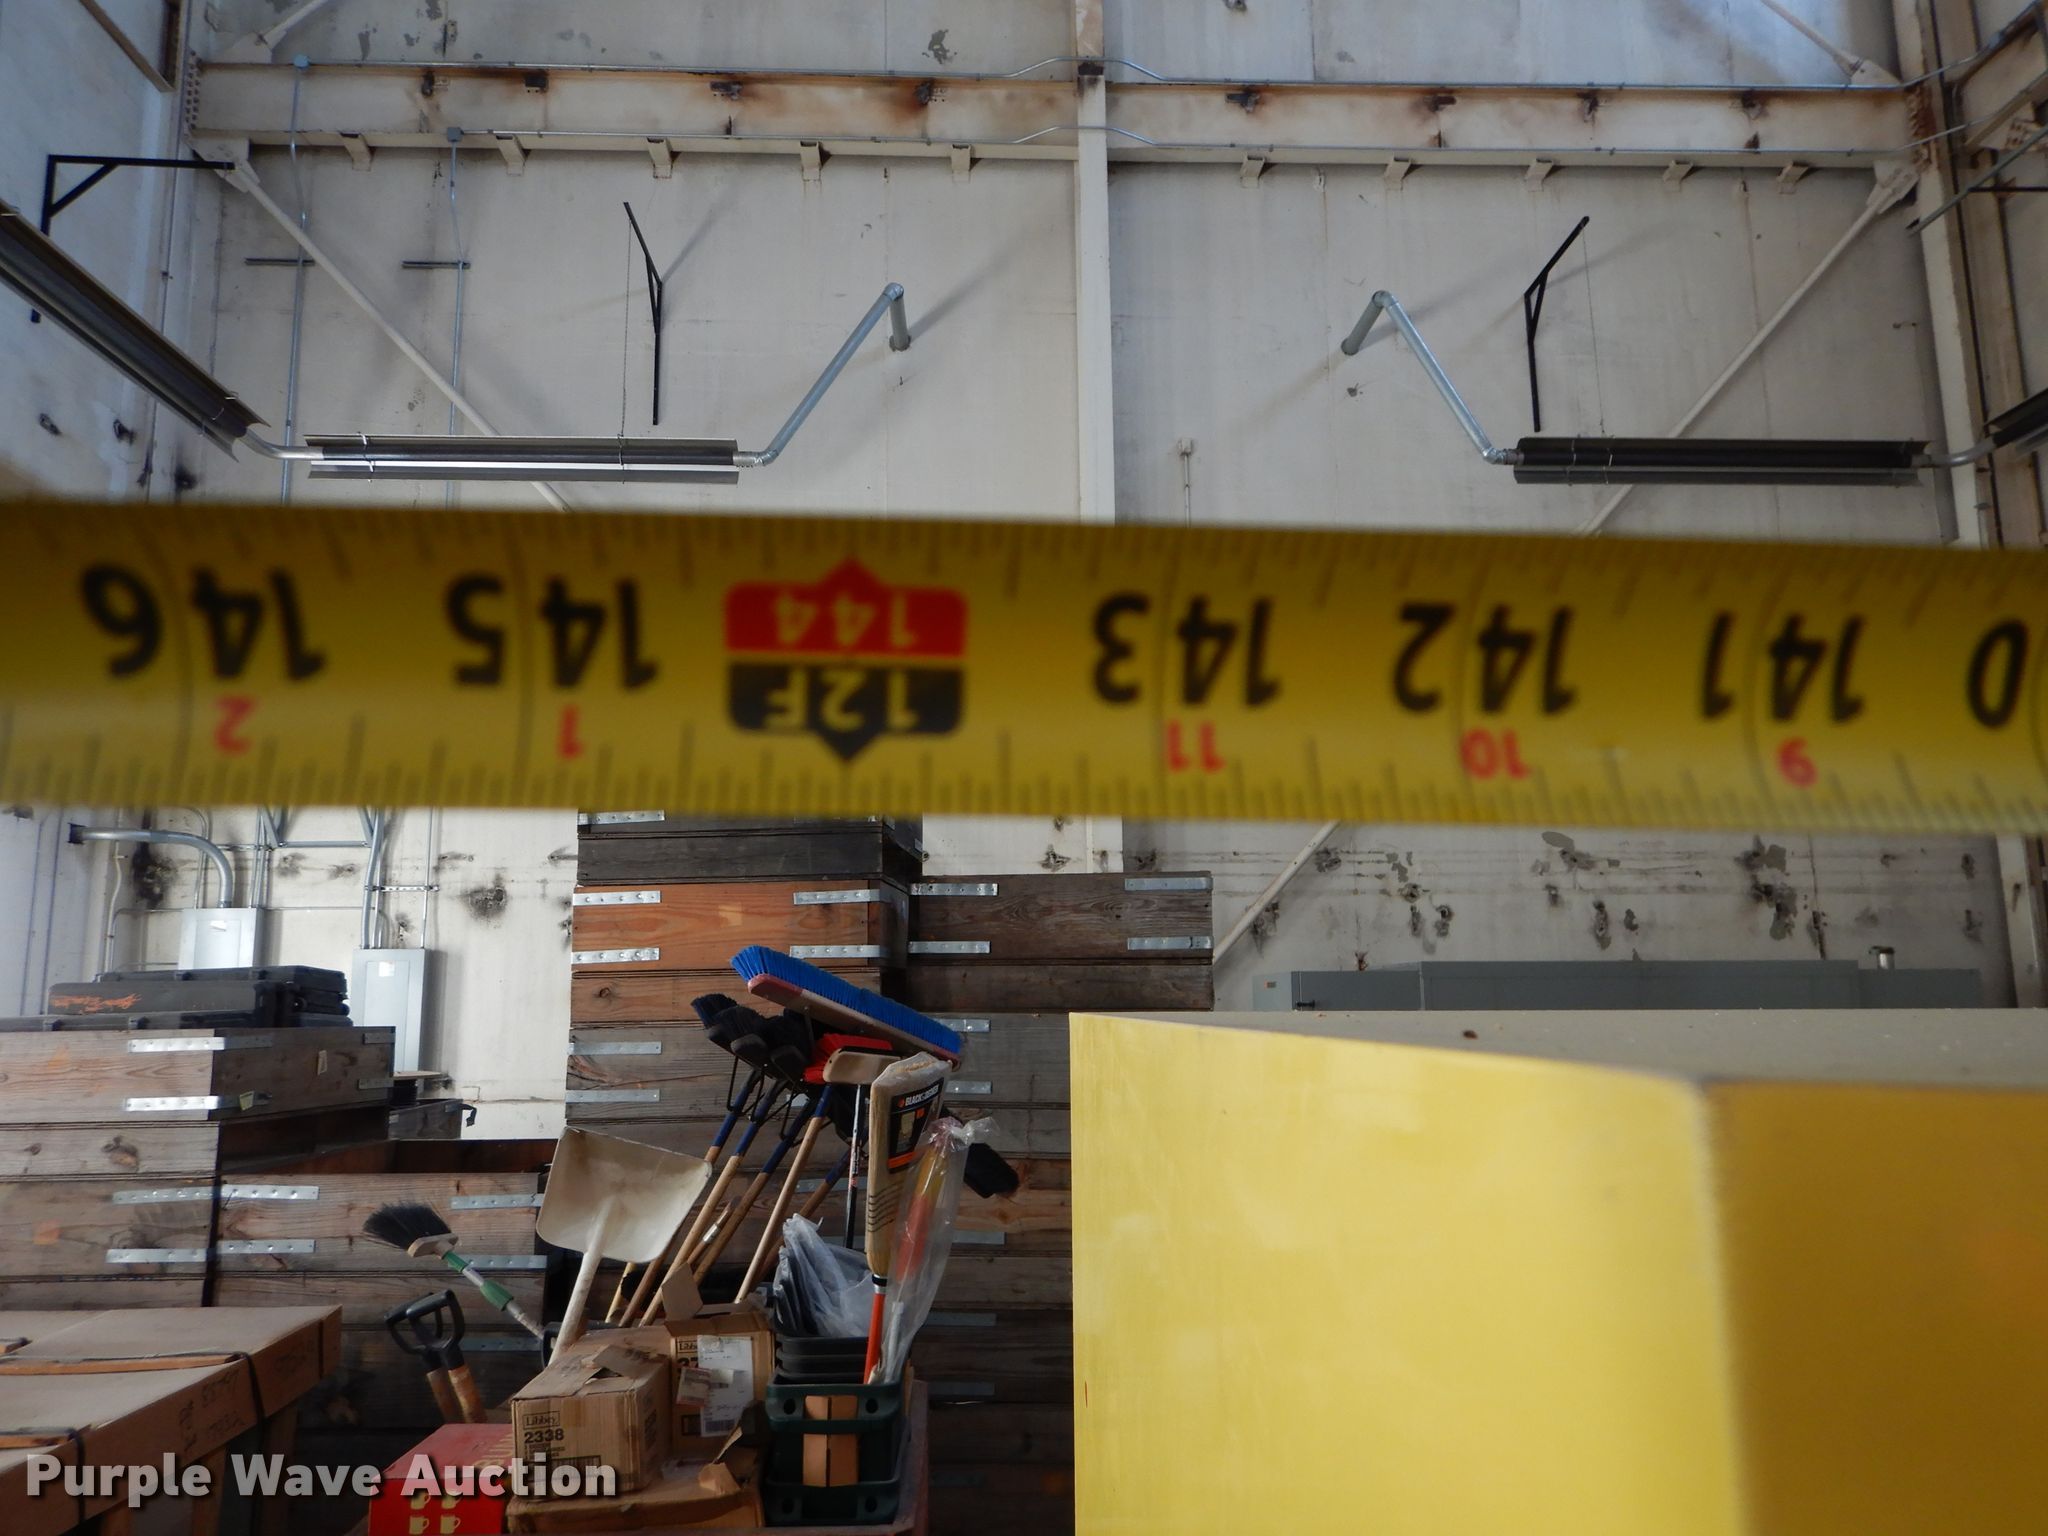 146 145 144 143 142 141 0
2 1 12F 11 10 9
BLACK & DECKER
Libbey
2338
Purple Wave Auction